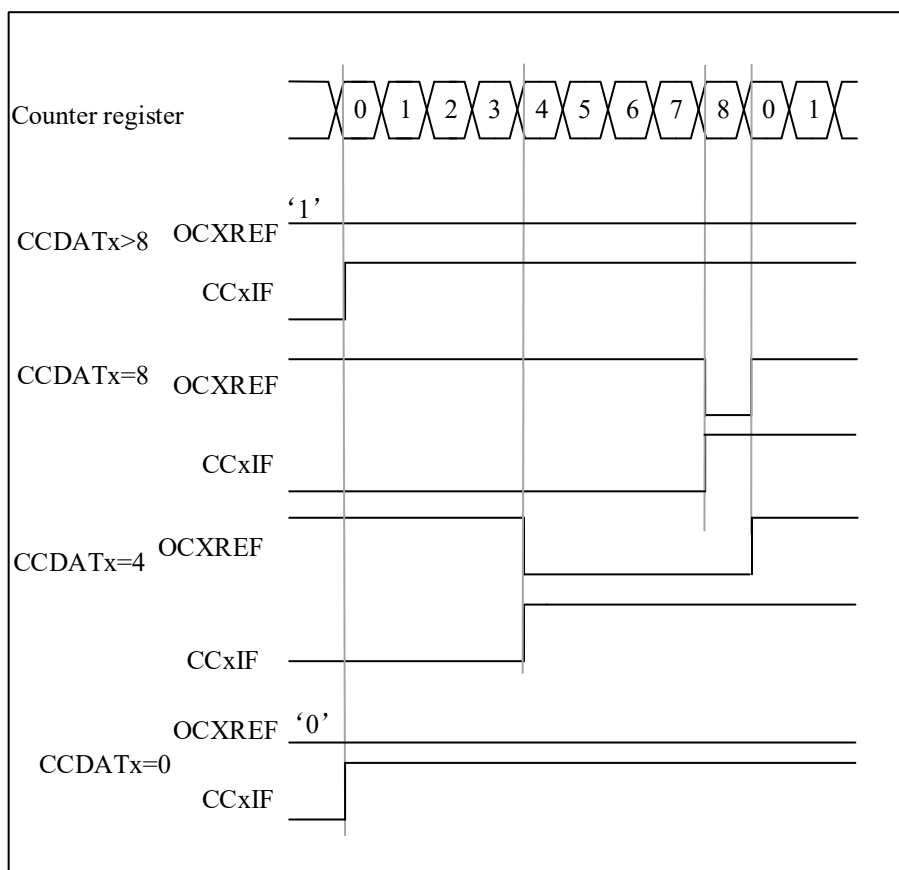 Counter register 0 1 2 3 4 5 6 7 8 0 1
‘1’
CCDATx>8 OCXREF
CCxIF
CCDATx=8 OCXREF
CCxIF
CCDATx=4 OCXREF
CCxIF
OCXREF ‘0’
CCDATx=0
CCxIF